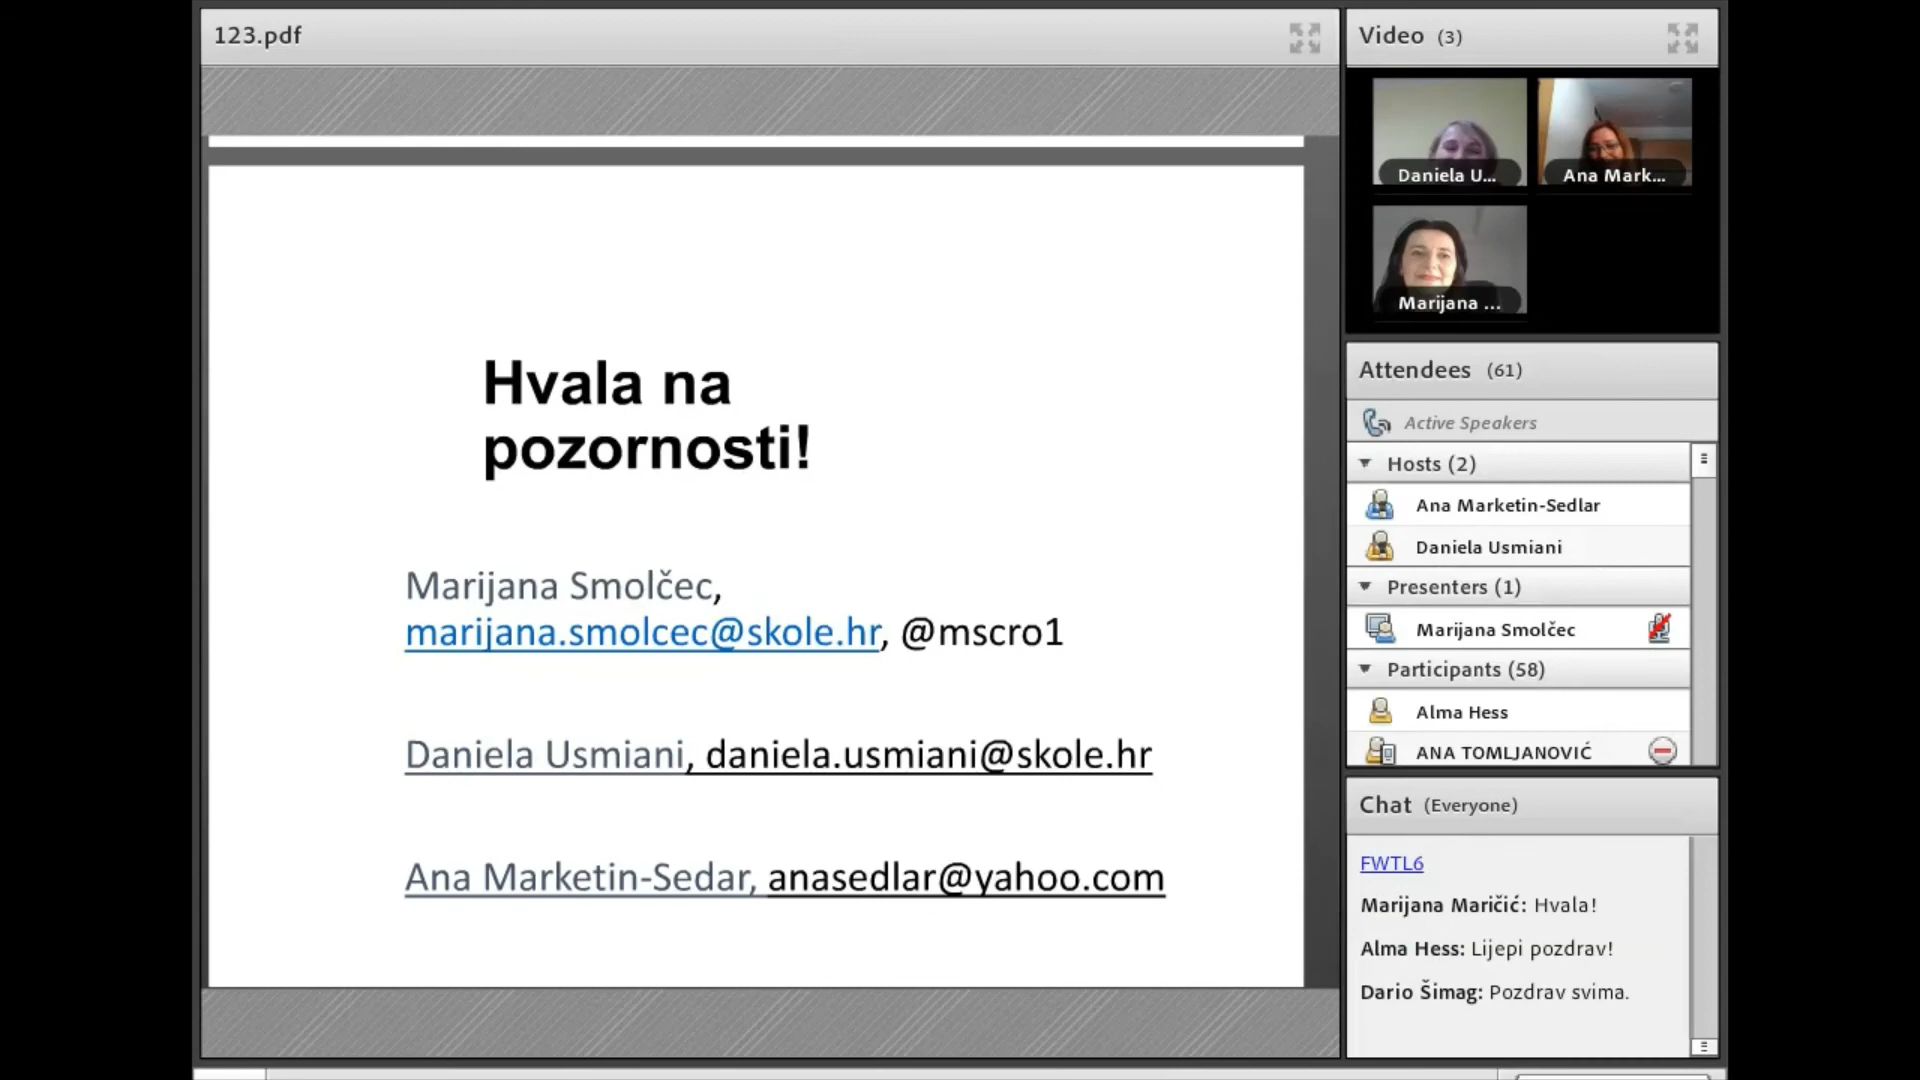 123.pdf
Hvala na
pozornosti!
Marijana Smolčec,
marijana.smolcec@skole.hr, @mscro1
Daniela Usmiani, daniela.usmiani@skole.hr
Ana Marketin-Sedar, anasedlar@yahoo.com
Video (3)
Daniela U...
Ana Mark...
Marijana ...
Attendees (61)
Active Speakers
Hosts (2)
Ana Marketin-Sedlar
Daniela Usmiani
Presenters (1)
Marijana Smolčec
Participants (58)
Alma Hess
ANA TOMLJANOVIĆ
Chat (Everyone)
FWTL6
Marijana Maričić: Hvala!
Alma Hess: Lijepi pozdrav!
Dario Šimag: Pozdrav svima.